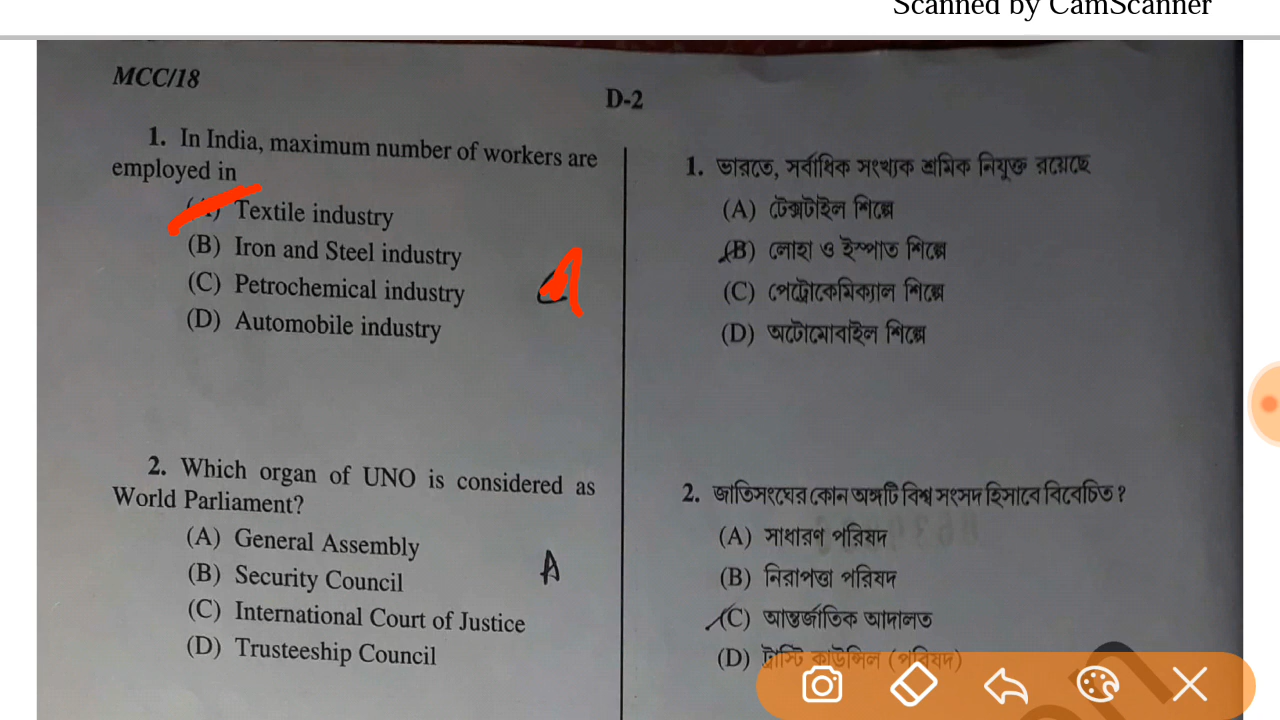 Scanned by CamScanner
MCC/18
D-2
1. In India, maximum number of workers are
employed in
(A) Textile industry
(B) Iron and Steel industry
(C) Petrochemical industry
(D) Automobile industry
A
2. Which organ of UNO is considered as
World Parliament?
(A) General Assembly
(B) Security Council
(C) International Court of Justice
(D) Trusteeship Council
A
1. ভারতে, সর্বাধিক সংখ্যক শ্রমিক নিযুক্ত রয়েছে
(A) টেক্সটাইল শিল্পে
(B) লোহা ও ইস্পাত শিল্পে
(C) পেট্রোকেমিক্যাল শিল্পে
(D) অটোমোবাইল শিল্পে
2. জাতিসংঘের কোন অঙ্গটি বিশ্ব সংসদ হিসাবে বিবেচিত?
(A) সাধারণ পরিষদ
(B) নিরাপত্তা পরিষদ
(C) আন্তর্জাতিক আদালত
(D) ট্রাস্টি কাউন্সিল (পরিষদ)